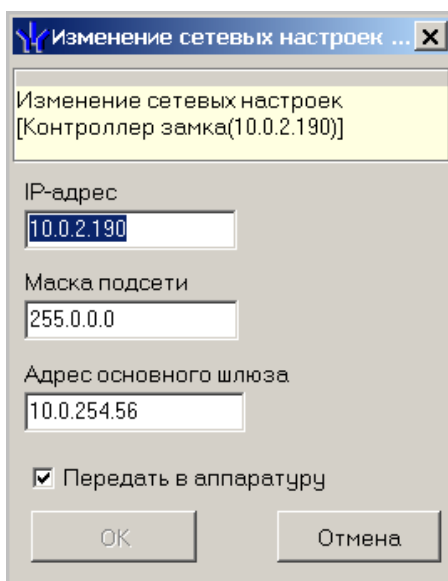 Изменение сетевых настроек ...
Изменение сетевых настроек
[Контроллер замка(10.0.2.190)]
IP-адрес
10.0.2.190
Маска подсети
255.0.0.0
Адрес основного шлюза
10.0.254.56
Передать в аппаратуру
OK
Отмена